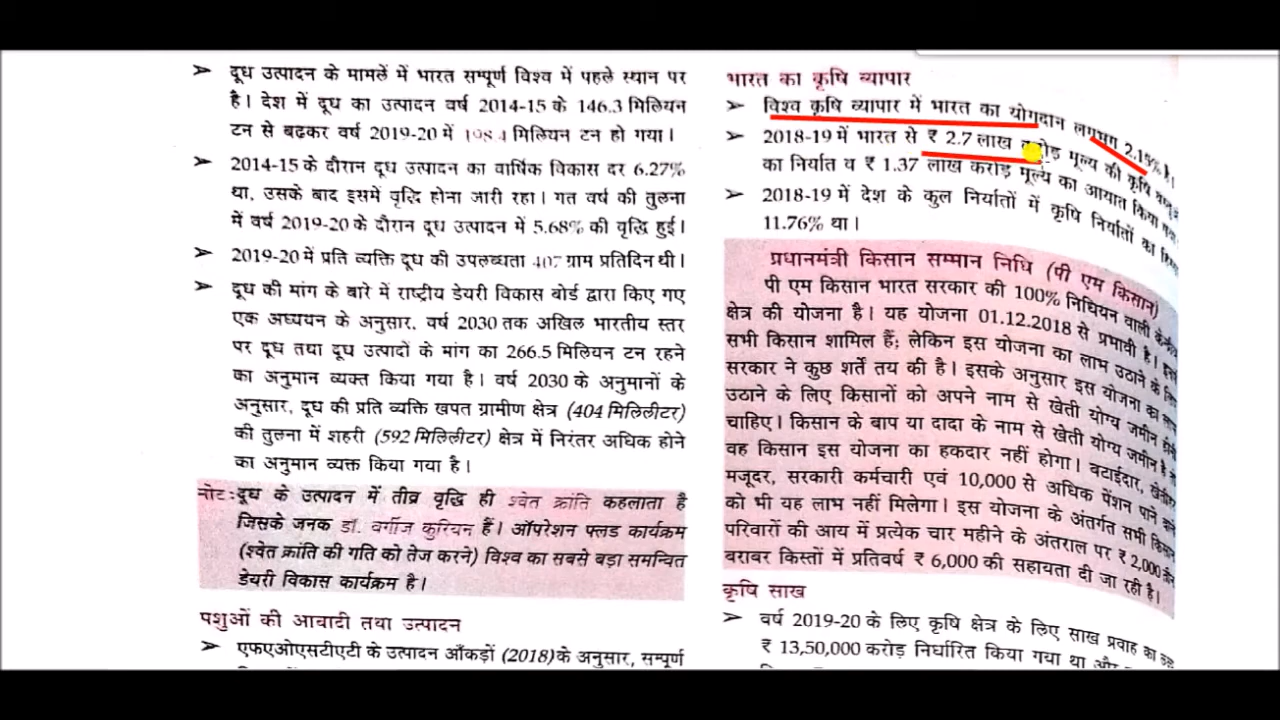 ➢ दूध उत्पादन के मामलें में भारत सम्पूर्ण विश्व में पहले स्थान पर
है। देश में दूध का उत्पादन वर्ष 2014-15 के 146.3 मिलियन
टन से बढकर वर्ष 2019-20 में 198.4 मिलियन टन हो गया।
➢ 2014-15 के दौरान दूध उत्पादन का वार्षिक विकास दर 6.27%
था, उसके बाद इसमें वृद्धि होना जारी रहा। गत वर्ष की तुलना
में वर्ष 2019-20 के दौरान दूध उत्पादन में 5.68% की वृद्धि हुई।
➢ 2019-20 में प्रति व्यक्ति दूध की उपलब्धता 407 ग्राम प्रतिदिन थी।
➢ दूध की मांग के बारे में राष्ट्रीय डेयरी विकास बोर्ड द्वारा किए गए
एक अध्ययन के अनुसार, वर्ष 2030 तक अखिल भारतीय स्तर
पर दूध तथा दूध उत्पादों के मांग का 266.5 मिलियन टन रहने
का अनुमान व्यक्त किया गया है। वर्ष 2030 के अनुमानों के
अनुसार, दूध की प्रति व्यक्ति खपत ग्रामीण क्षेत्र (404 मिलिलीटर)
की तुलना में शहरी (592 मिलिलीटर) क्षेत्र में निरंतर अधिक होने
का अनुमान व्यक्त किया गया है।
नोट: दूध के उत्पादन में तीव्र वृद्धि ही श्वेत क्रांति कहलाता है
जिसके जनक डॉ. वर्गीज कुरियन हैं। ऑपरेशन फ्लड कार्यक्रम
(श्वेत क्रांति की गति को तेज करने) विश्व का सबसे बड़ा समन्वित
डेयरी विकास कार्यक्रम है।
पशुओं की आबादी तथा उत्पादन
➢ एफएओएसटीएटी के उत्पादन आँकड़ों (2018) के अनुसार, सम्पूर्ण
भारत का कृषि व्यापार
➢ विश्व कृषि व्यापार में भारत का योगदान लगभग 2.15% है।
➢ 2018-19 में भारत से ₹ 2.7 लाख करोड़ मूल्य की कृषि
का निर्यात व ₹ 1.37 लाख करोड़ मूल्य का आयात किया गया
➢ 2018-19 में देश के कुल निर्यातों में कृषि निर्यातों का
11.76% था।
प्रधानमंत्री किसान सम्मान निधि (पी एम किसान)
पी एम किसान भारत सरकार की 100% निधियन वाली केन्द्रीय
क्षेत्र की योजना है। यह योजना 01.12.2018 से प्रभावी है।
सभी किसान शामिल हैं; लेकिन इस योजना का लाभ उठाने के लिए
सरकार ने कुछ शर्ते तय की है। इसके अनुसार इस योजना का लाभ
उठाने के लिए किसानों को अपने नाम से खेती योग्य जमीन होनी
चाहिए। किसान के बाप या दादा के नाम से खेती योग्य जमीन है तो
वह किसान इस योजना का हकदार नहीं होगा। बटाईदार,
मजूदर, सरकारी कर्मचारी एवं 10,000 से अधिक पेंशन पाने
को भी यह लाभ नहीं मिलेगा। इस योजना के अंतर्गत सभी किसान
परिवारों की आय में प्रत्येक चार महीने के अंतराल पर ₹ 2,000 तीन
बराबर किस्तों में प्रतिवर्ष ₹ 6,000 की सहायता दी जा रही है।
कृषि साख
➢ वर्ष 2019-20 के लिए कृषि क्षेत्र के लिए साख प्रवाह का
₹ 13,50,000 करोड़ निर्धारित किया गया था और